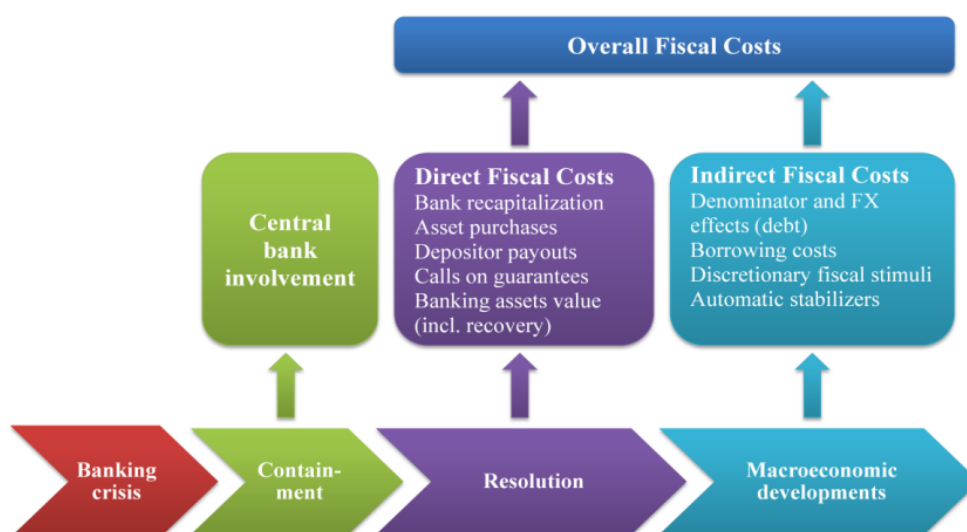 Overall Fiscal Costs
Central
bank
involvement
Direct Fiscal Costs
Bank recapitalization
Asset purchases
Depositor payouts
Calls on guarantees
Banking assets value
(incl. recovery)
Indirect Fiscal Costs
Denominator and FX
effects (debt)
Borrowing costs
Discretionary fiscal stimuli
Automatic stabilizers
Banking
crisis
Contain-
ment
Resolution
Macroeconomic
developments